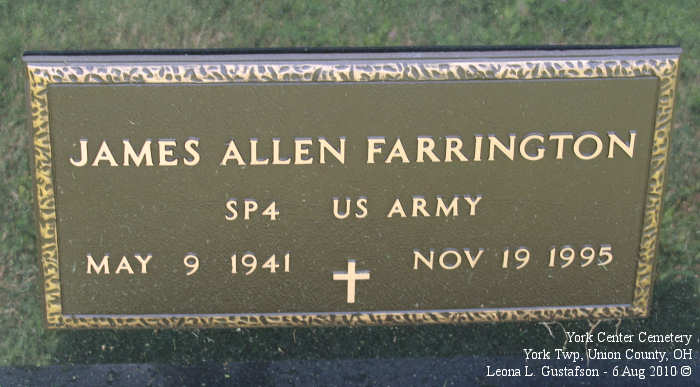 JAMES ALLEN FARRINGTON
SP4 US ARMY
MAY 9 1941 NOV 19 1995
York Center Cemetery
York Twp, Union County, OH
Leona L. Gustafson - 6 Aug 2010 ©